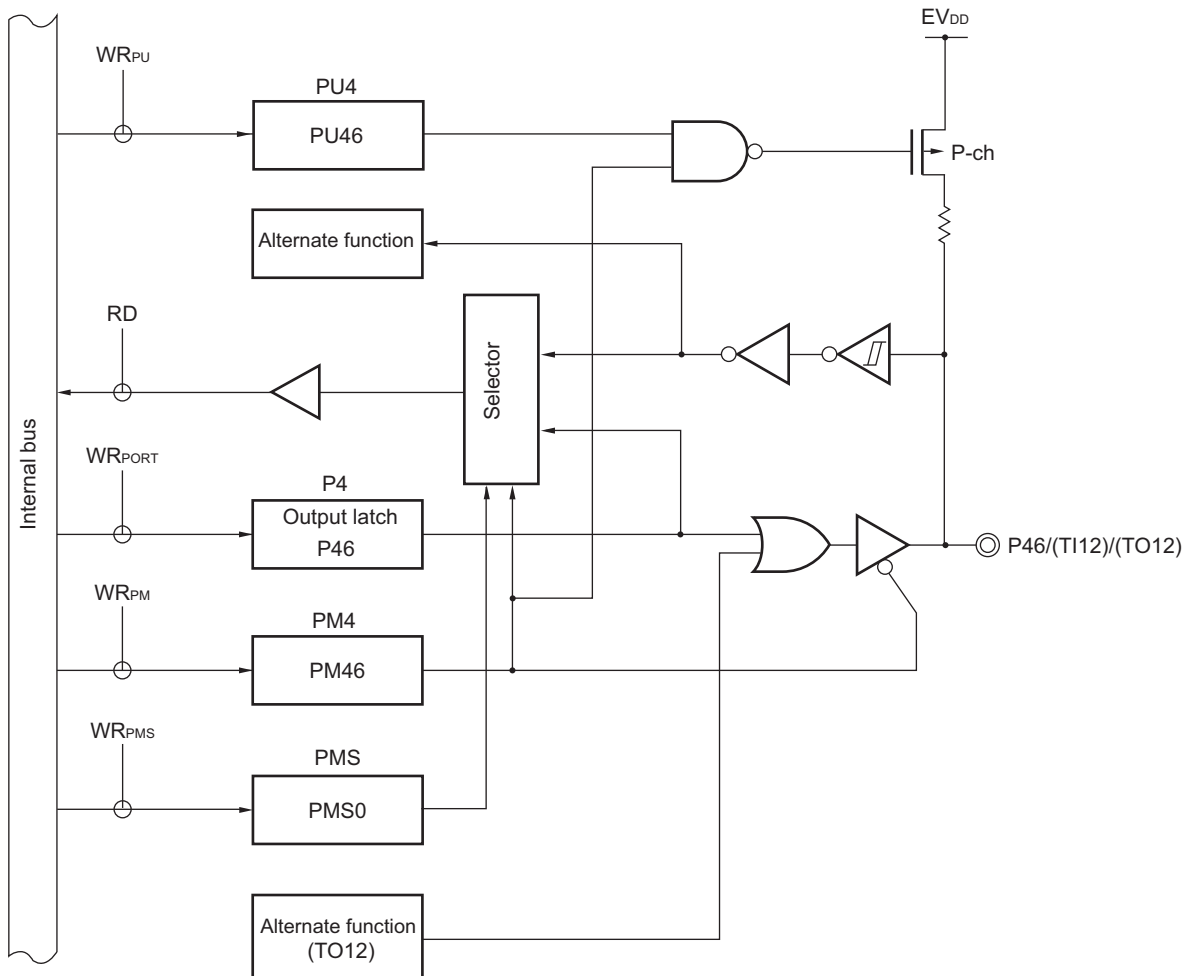 EVDD
WRPU
PU4
PU46
P-ch
Alternate function
RD
Selector
Internal bus
WRPORT
P4
Output latch
P46
P46/(TI12)/(TO12)
WRPM
PM4
PM46
WRPMS
PMS
PMS0
Alternate function
(TO12)